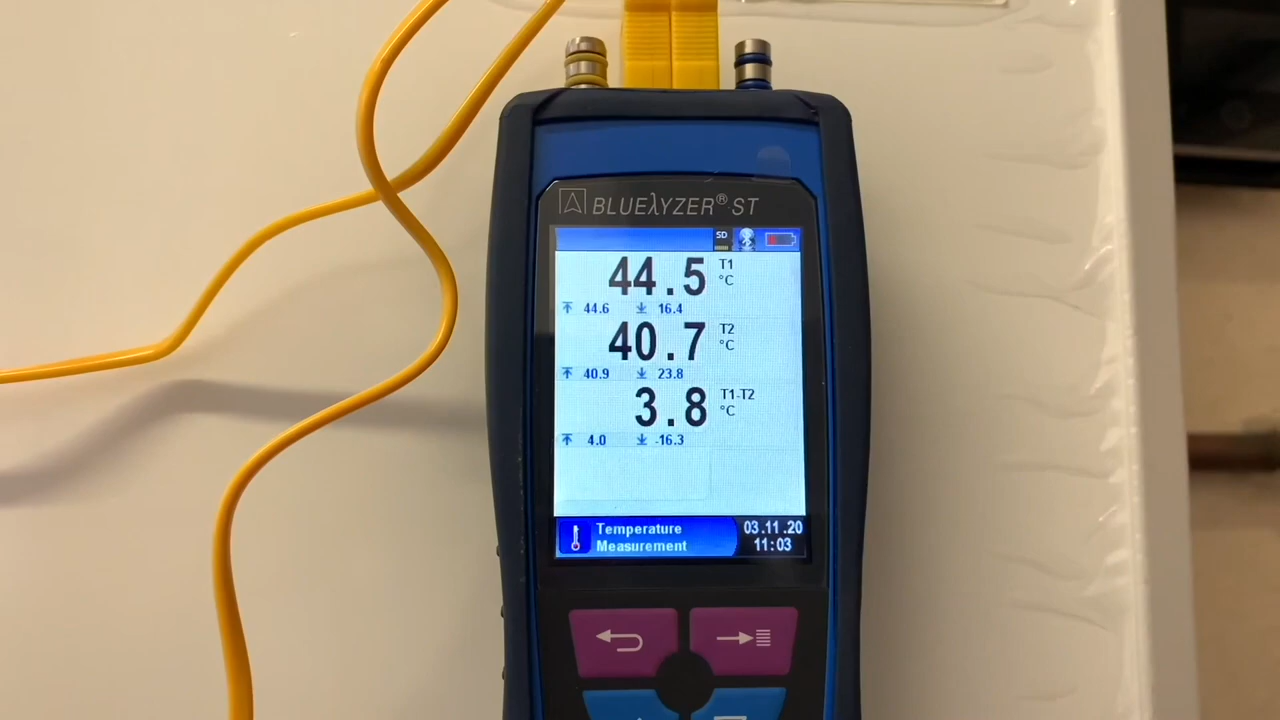 BLUEλYZER® ST
SD
44.5 T1 °C
44.6 16.4
40.7 T2 °C
40.9 23.8
3.8 T1-T2 °C
4.0 -16.3
Temperature 03.11.20
Measurement 11:03